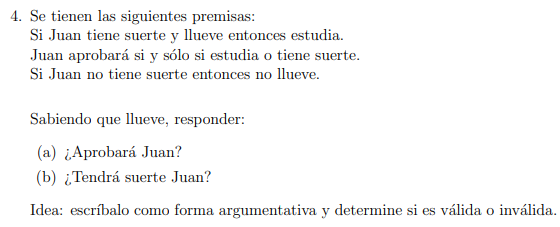 4. Se tienen las siguientes premisas:
Si Juan tiene suerte y llueve entonces estudia.
Juan aprobará si y sólo si estudia o tiene suerte.
Si Juan no tiene suerte entonces no llueve.
Sabiendo que llueve, responder:
(a) ¿Aprobará Juan?
(b) ¿Tendrá suerte Juan?
Idea: escríbalo como forma argumentativa y determine si es válida o inválida.